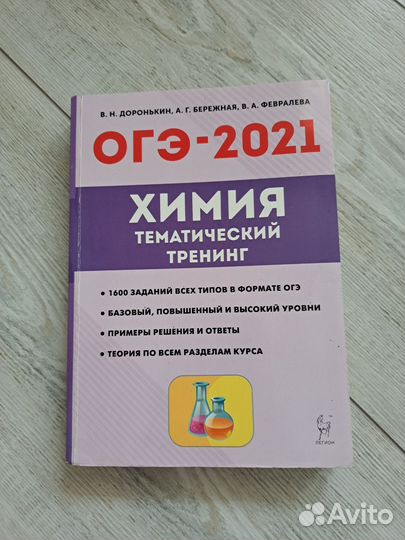 В. Н. ДОРОНЬКИН, А. Г. БЕРЕЖНАЯ, В. А. ФЕВРАЛЕВА
ОГЭ-2021
ХИМИЯ
ТЕМАТИЧЕСКИЙ
ТРЕНИНГ
• 1600 ЗАДАНИЙ ВСЕХ ТИПОВ В ФОРМАТЕ ОГЭ
• БАЗОВЫЙ, ПОВЫШЕННЫЙ И ВЫСОКИЙ УРОВНИ
• ПРИМЕРЫ РЕШЕНИЯ И ОТВЕТЫ
• ТЕОРИЯ ПО ВСЕМ РАЗДЕЛАМ КУРСА
ЛЕГИОН
Avito